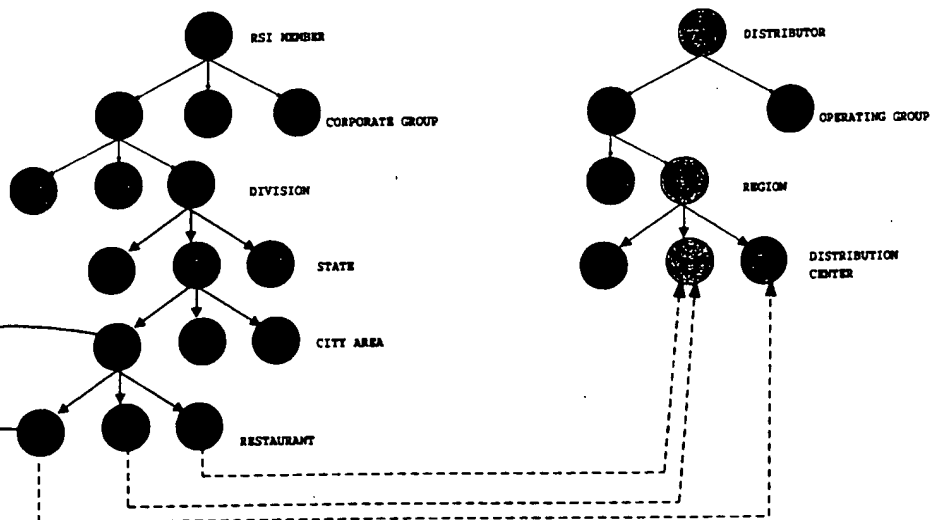 RSI MEMBER
DISTRIBUTOR
CORPORATE GROUP
OPERATING GROUP
DIVISION
REGION
STATE
DISTRIBUTION
CENTER
CITY AREA
RESTAURANT